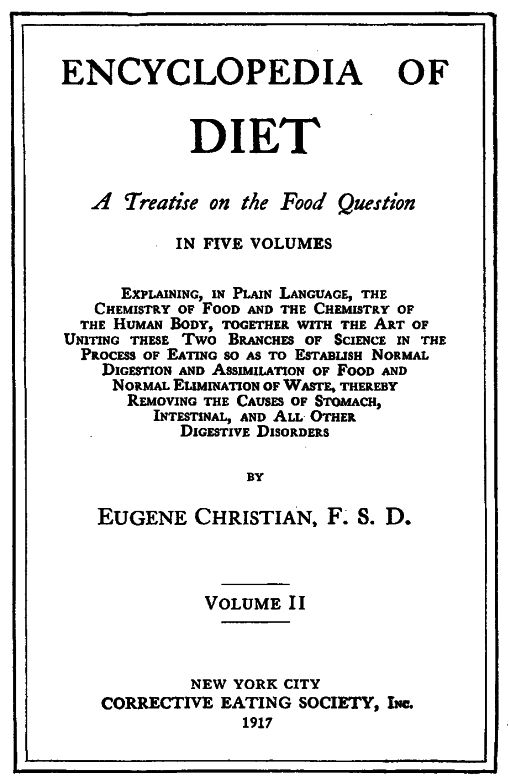 ENCYCLOPEDIA OF
DIET
A Treatise on the Food Question
IN FIVE VOLUMES
Explaining, in Plain Language, the
Chemistry of Food and the Chemistry of
the Human Body, together with the Art of
Uniting these Two Branches of Science in the
Process of Eating so as to Establish Normal
Digestion and Assimilation of Food and
Normal Elimination of Waste, thereby
Removing the Causes of Stomach,
Intestinal, and All Other
Digestive Disorders
BY
Eugene Christian, F. S. D.
Volume II
NEW YORK CITY
CORRECTIVE EATING SOCIETY, Inc.
1917